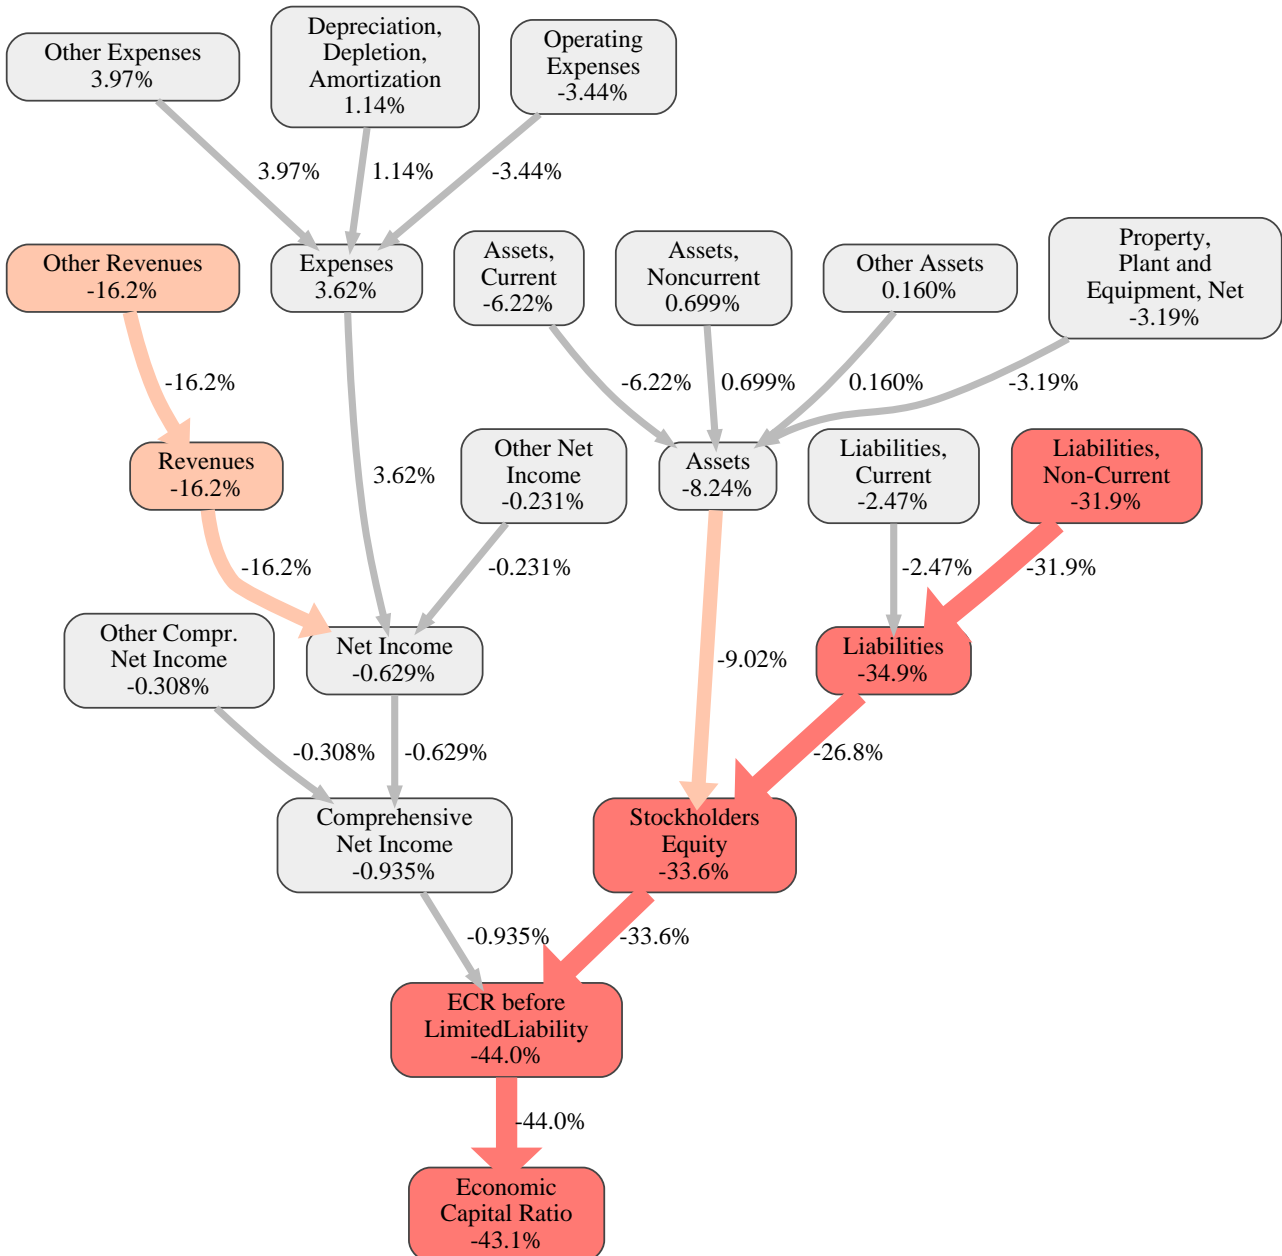 Other Expenses
3.97%
Depreciation,
Depletion,
Amortization
1.14%
Operating
Expenses
-3.44%
3.97%
1.14%
-3.44%
Other Revenues
-16.2%
Expenses
3.62%
Assets,
Current
-6.22%
Assets,
Noncurrent
0.699%
Other Assets
0.160%
Property,
Plant and
Equipment, Net
-3.19%
-16.2%
-6.22%
0.699%
0.160%
-3.19%
Revenues
-16.2%
3.62%
Other Net
Income
-0.231%
Assets
-8.24%
Liabilities,
Current
-2.47%
Liabilities,
Non-Current
-31.9%
-16.2%
-0.231%
-2.47%
-31.9%
Other Compr.
Net Income
-0.308%
Net Income
-0.629%
-9.02%
Liabilities
-34.9%
-0.308%
-0.629%
-26.8%
Comprehensive
Net Income
-0.935%
Stockholders
Equity
-33.6%
-0.935%
-33.6%
ECR before
LimitedLiability
-44.0%
-44.0%
Economic
Capital Ratio
-43.1%